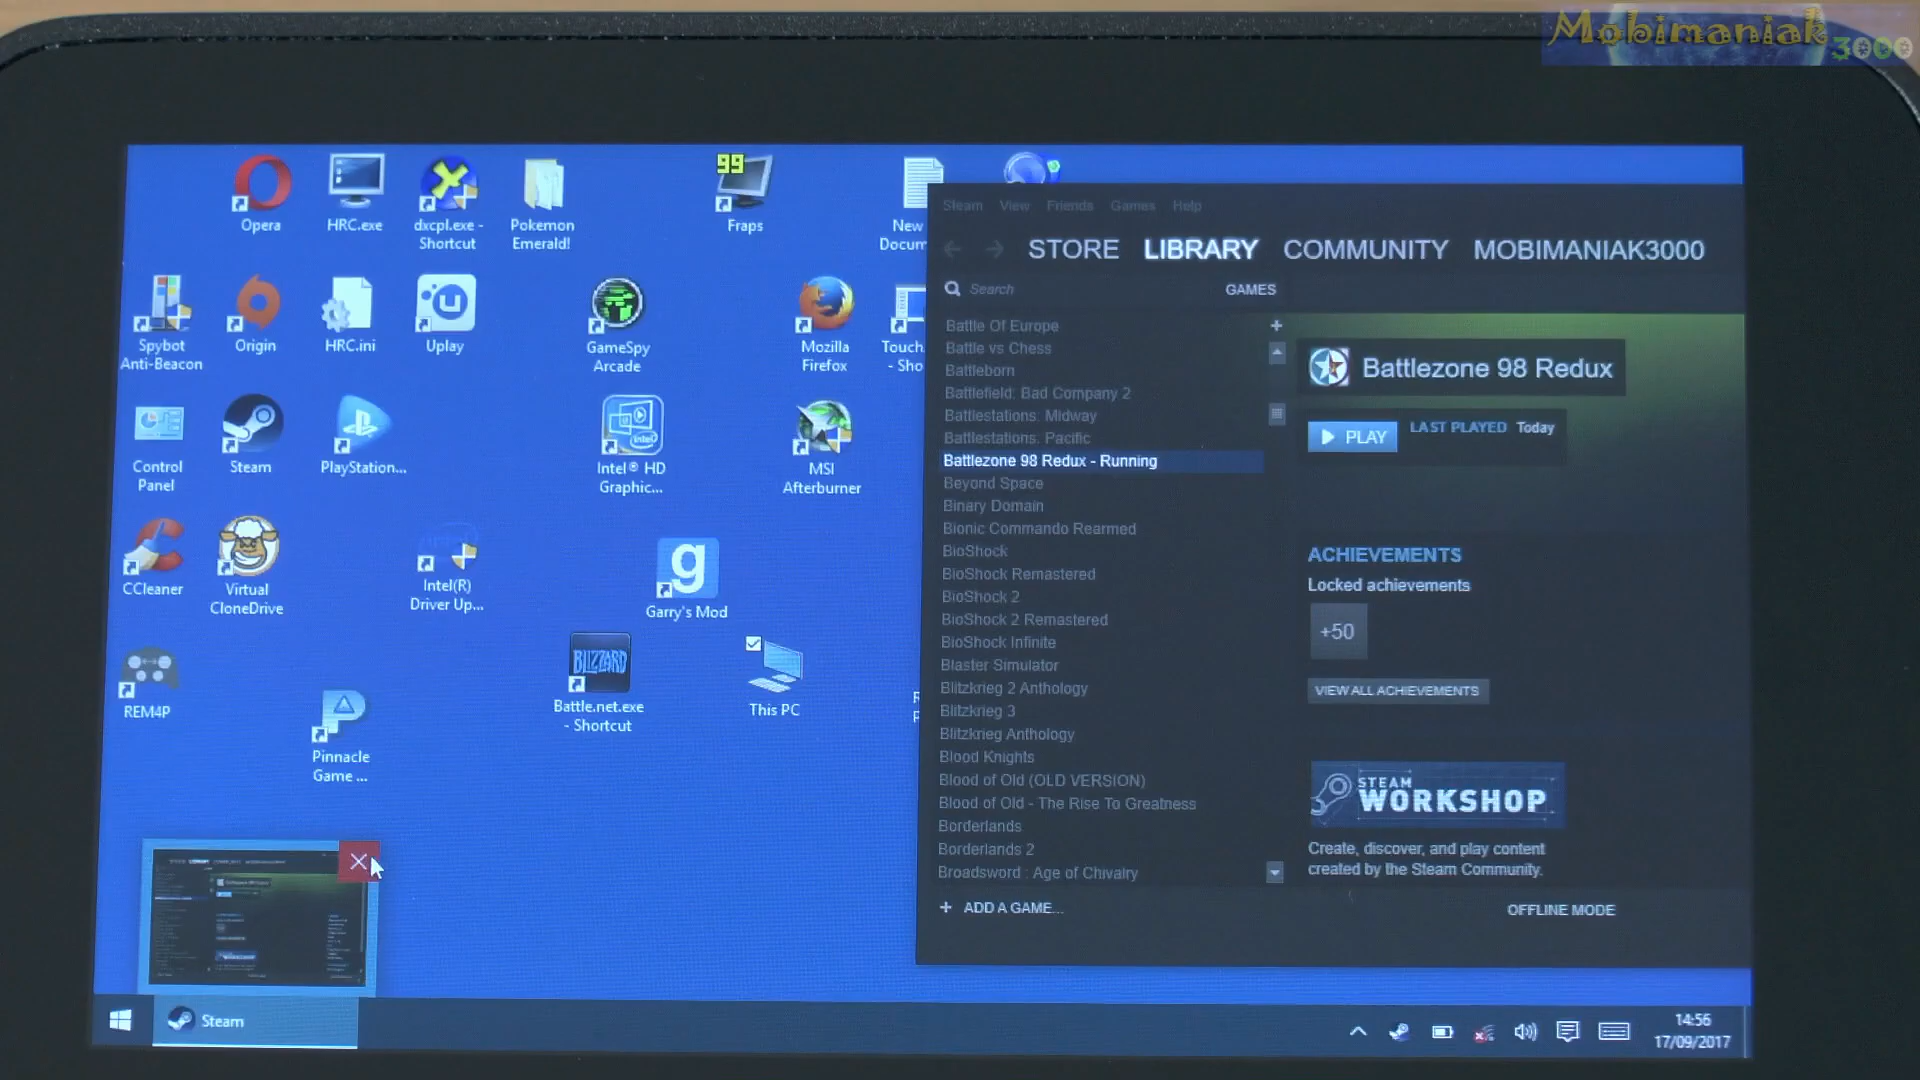 Mobimaniak
3000
Opera
HRC.exe
dxcpl.exe -
Shortcut
Pokemon
Emerald!
99
Fraps
New
Docum
Spybot
Anti-Beacon
Origin
HRC.ini
Uplay
GameSpy
Arcade
Mozilla
Firefox
Touch.
- Sho
Control
Panel
Steam
PlayStation...
Intel® HD
Graphic...
MSI
Afterburner
CCleaner
Virtual
CloneDrive
Intel(R)
Driver Up...
g
Garry's Mod
REM4P
Pinnacle
Game ...
BLIZZARD
Battle.net.exe
- Shortcut
This PC
Steam View Friends Games Help
STORE LIBRARY COMMUNITY MOBIMANIAK3000
Search GAMES
Battle Of Europe
Battle vs Chess
Battleborn
Battlefield: Bad Company 2
Battlestations: Midway
Battlestations: Pacific
Battlezone 98 Redux - Running
Beyond Space
Binary Domain
Bionic Commando Rearmed
BioShock
BioShock Remastered
BioShock 2
BioShock 2 Remastered
BioShock Infinite
Blaster Simulator
Blitzkrieg 2 Anthology
Blitzkrieg 3
Blitzkrieg Anthology
Blood Knights
Blood of Old (OLD VERSION)
Blood of Old - The Rise To Greatness
Borderlands
Borderlands 2
Broadsword : Age of Chivalry
+ ADD A GAME...
Battlezone 98 Redux
PLAY
LAST PLAYED Today
ACHIEVEMENTS
Locked achievements
+50
VIEW ALL ACHIEVEMENTS
STEAM
WORKSHOP
Create, discover, and play content
created by the Steam Community.
OFFLINE MODE
Steam
14:56
17/09/2017